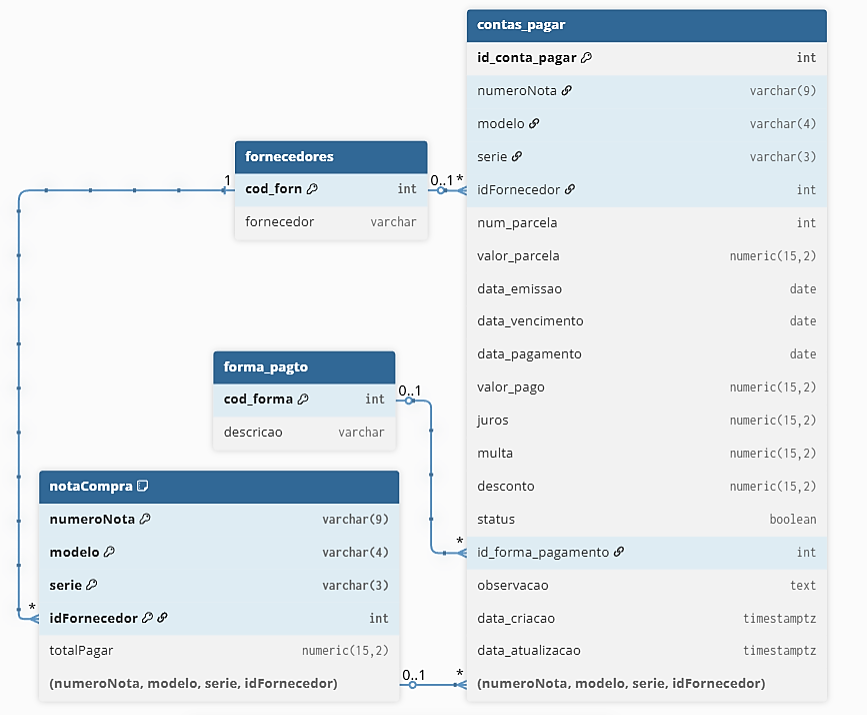 contas_pagar
id_conta_pagar int
numeroNota varchar(9)
modelo varchar(4)
serie varchar(3)
idFornecedor int
num_parcela int
valor_parcela numeric(15,2)
data_emissao date
data_vencimento date
data_pagamento date
valor_pago numeric(15,2)
juros numeric(15,2)
multa numeric(15,2)
desconto numeric(15,2)
status boolean
id_forma_pagamento int
observacao text
data_criacao timestamptz
data_atualizacao timestamptz
(numeroNota, modelo, serie, idFornecedor)
fornecedores
cod_forn int
fornecedor varchar
1
0..1 *
forma_pagto
cod_forma int
descricao varchar
0..1
*
notaCompra
numeroNota varchar(9)
modelo varchar(4)
serie varchar(3)
idFornecedor int
totalPagar numeric(15,2)
(numeroNota, modelo, serie, idFornecedor)
*
0..1 *